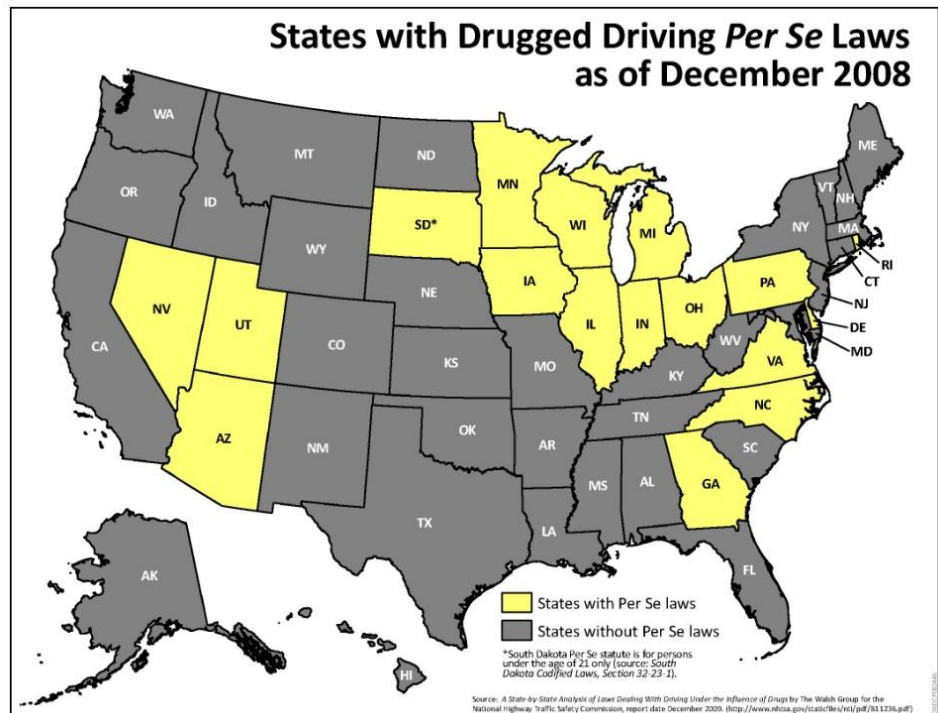 States with Drugged Driving Per Se Laws
as of December 2008
WA
MT
ND
MN
ME
OR
ID
SD*
WI
MI
VT
NH
NY
MA
WY
RI
CT
IA
PA
NE
NV
UT
IL
IN
OH
NJ
DE
MD
WV
VA
CA
CO
KS
MO
KY
NC
TN
AZ
NM
OK
AR
SC
MS
AL
GA
TX
LA
FL
AK
HI
States with Per Se laws
States without Per Se laws
*South Dakota Per Se statute is for persons
under the age of 21 only (source: South
Dakota Codified Laws, Section 32-23-1).
Source: A State-by-State Analysis of Laws Dealing With Driving Under the Influence of Drugs by The Walsh Group for the
National Highway Traffic Safety Commission, report date December 2009. (http://www.nhtsa.gov/staticfiles/nti/pdf/811236.pdf)